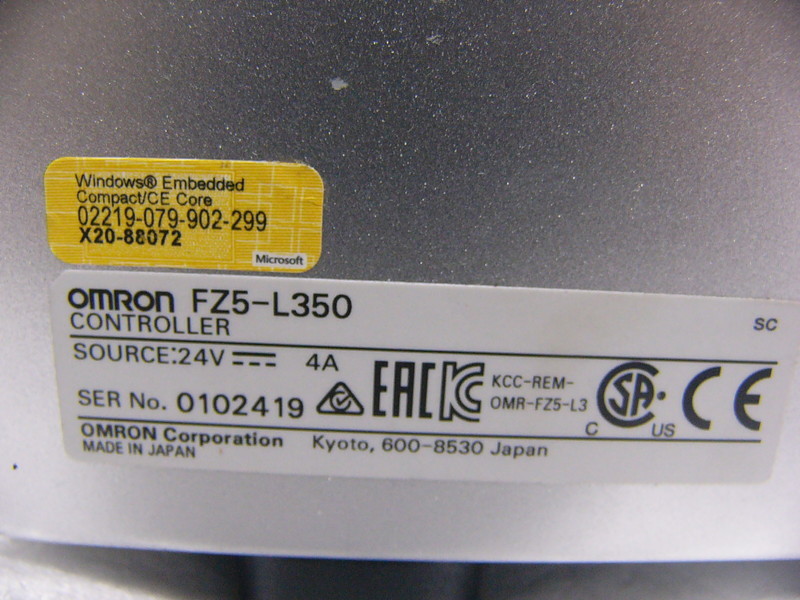 Windows® Embedded
Compact/CE Core
02219-079-902-299
X20-88072
Microsoft
OMRON FZ5-L350
CONTROLLER
SC
SOURCE:24V 4A
SER No. 0102419
EAC
KC
KCC-REM-
OMR-FZ5-L3
C SA US
CE
OMRON Corporation Kyoto, 600-8530 Japan
MADE IN JAPAN